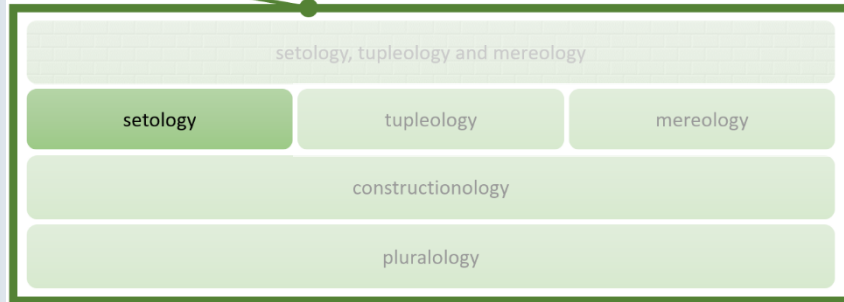 setology, tupleology and mereology
setology
tupleology
mereology
constructionology
pluralology